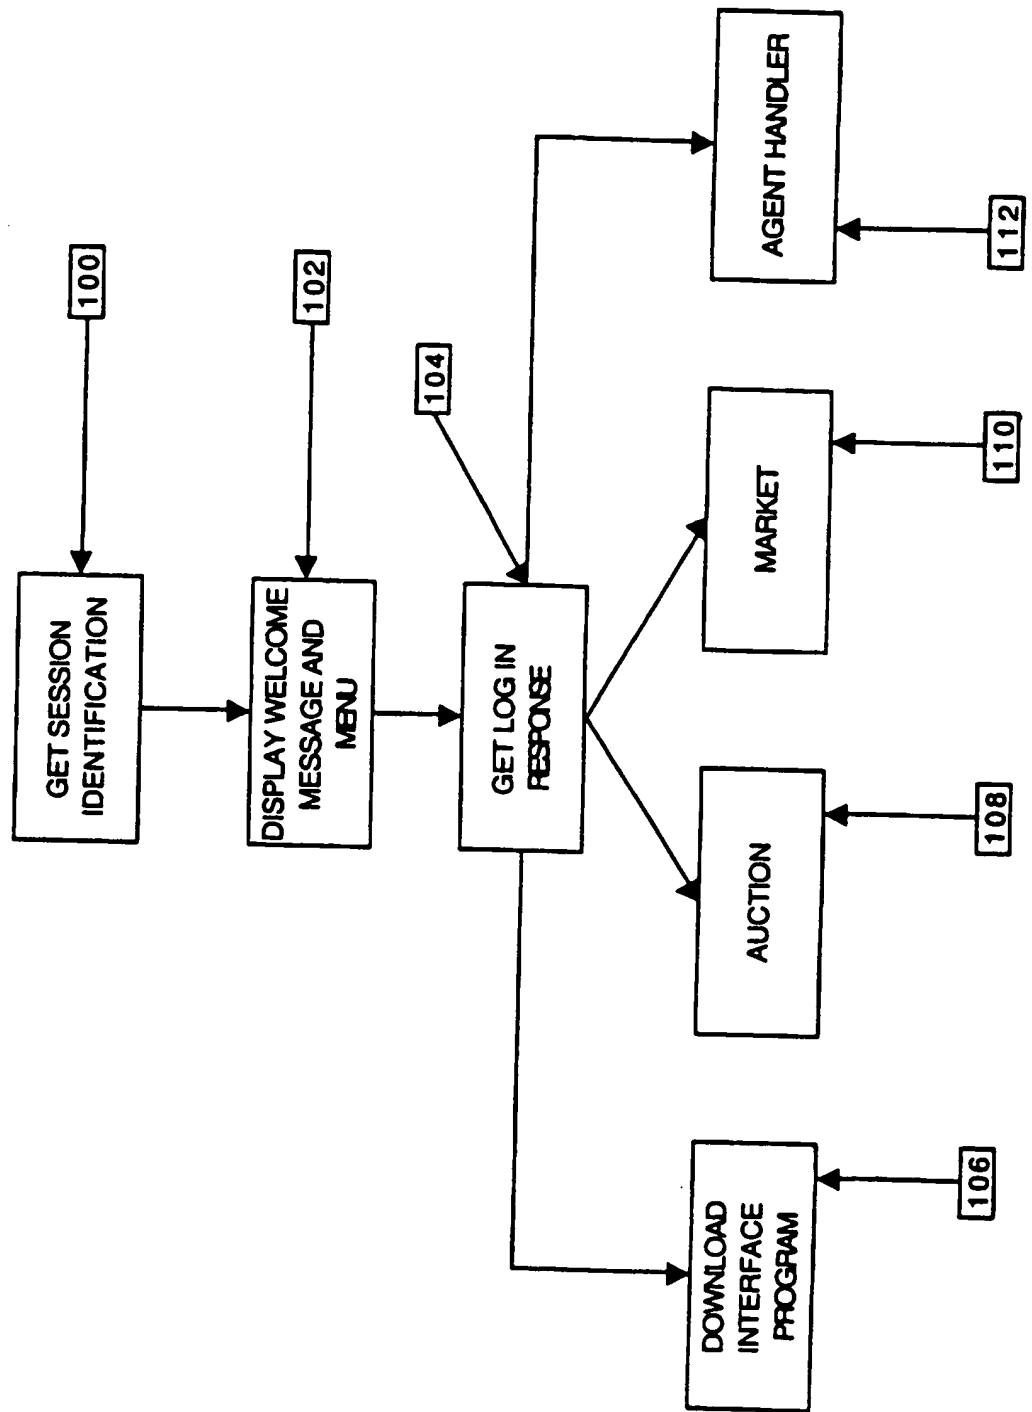 100
GET SESSION
IDENTIFICATION
102
DISPLAY WELCOME
MESSAGE AND
MENU
104
GET LOG IN
RESPONSE
DOWNLOAD
INTERFACE
PROGRAM
106
AUCTION
108
MARKET
110
AGENT HANDLER
112